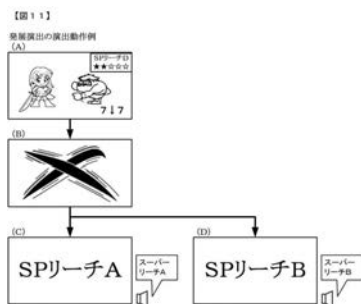 【図11】
発展演出の演出動作例
(A)
SPリーチD
★★☆☆☆
7↓7
(B)
(C)
SPリーチA
スーパー
リーチA
(D)
SPリーチB
スーパー
リーチB